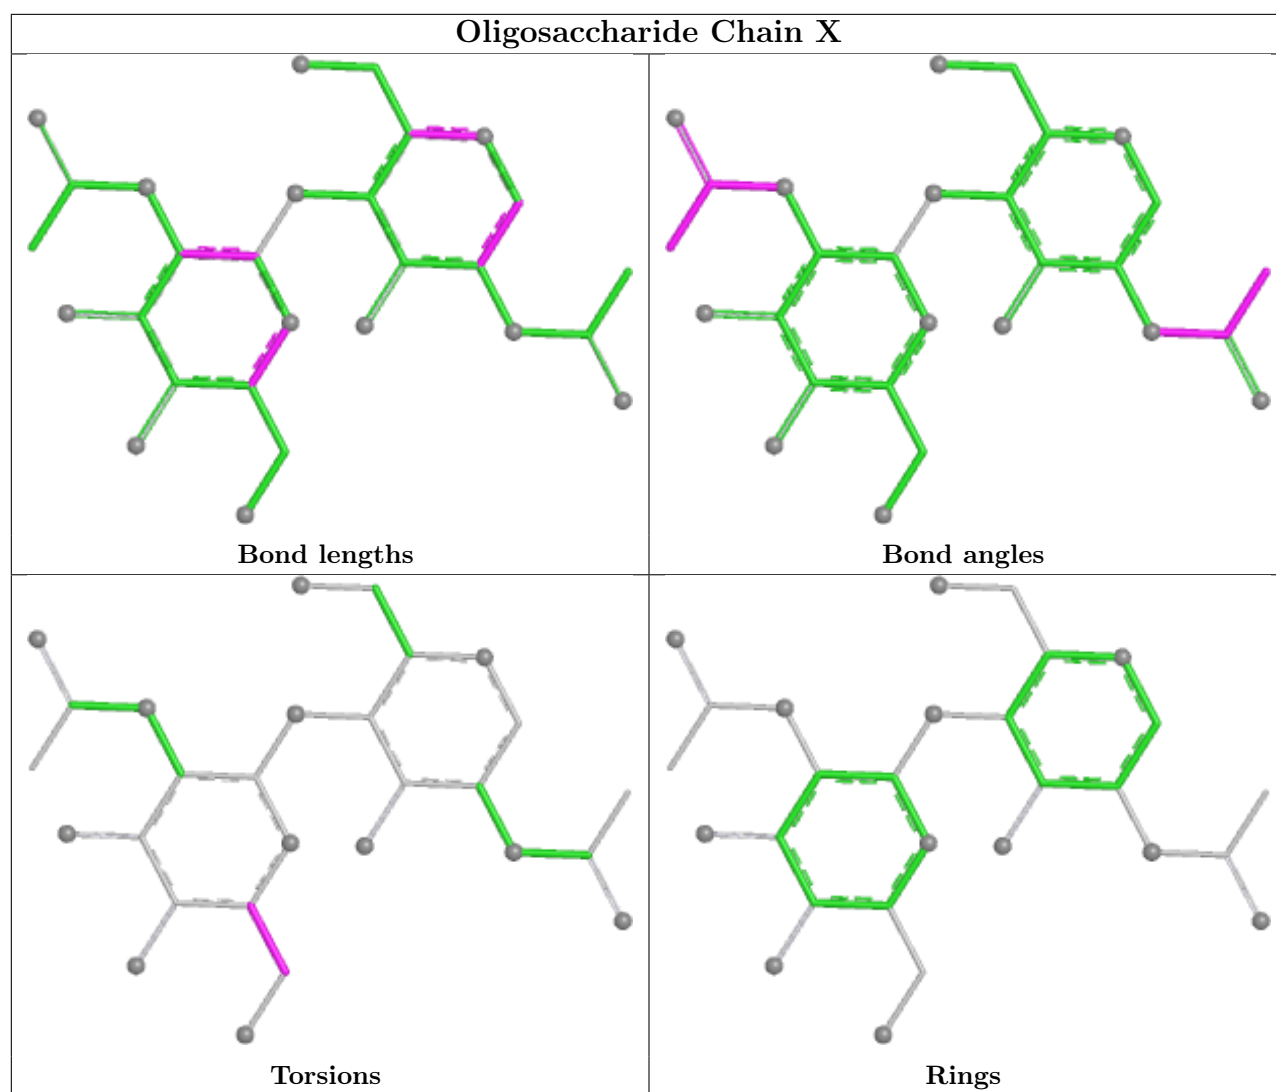 Oligosaccharide Chain X
Bond lengths
Bond angles
Torsions
Rings